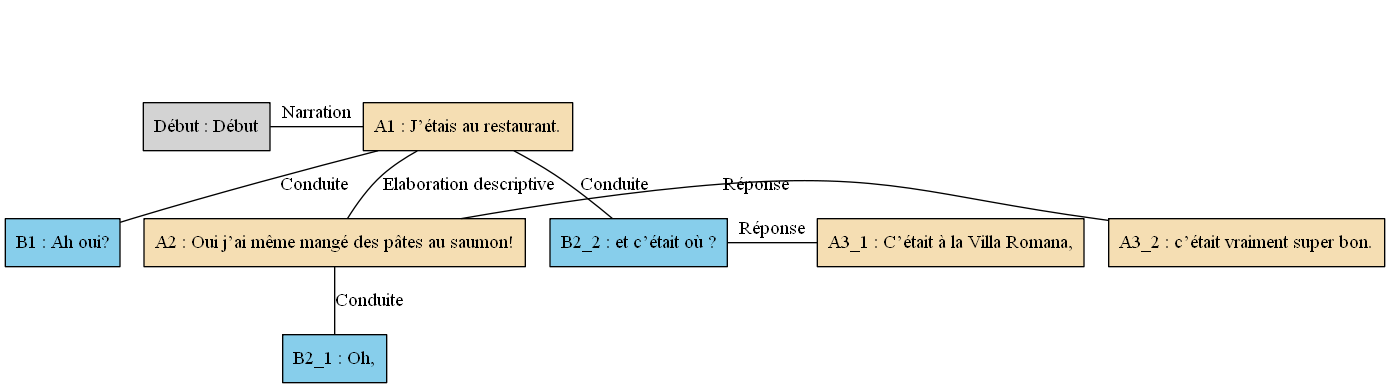 Narration
Début : Début
A1 : J'étais au restaurant.
Conduite
Elaboration descriptive
Conduite
Réponse
B1 : Ah oui?
A2 : Oui j'ai même mangé des pâtes au saumon!
B2_2 : et c'était où ?
Réponse
A3_1 : C'était à la Villa Romana,
A3_2 : c'était vraiment super bon.
Conduite
B2_1 : Oh,